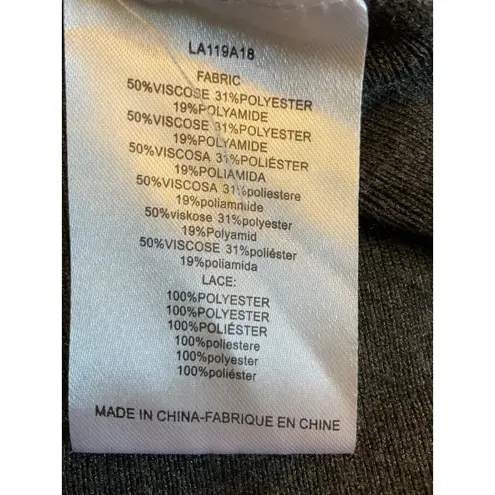 LA119A18
FABRIC
50%VISCOSE 31%POLYESTER
19%POLYAMIDE
50%VISCOSE 31%POLYESTER
19%POLYAMIDE
50%VISCOSA 31%POLIÉSTER
19%POLIAMIDA
50%VISCOSA 31%poliestere
19%poliamnide
50%viskose 31%polyester
19%Polyamid
50%VISCOSE 31%poliéster
19%poliamida
LACE:
100%POLYESTER
100%POLYESTER
100%POLIÉSTER
100%poliestere
100%polyester
100%poliéster
MADE IN CHINA-FABRIQUE EN CHINE